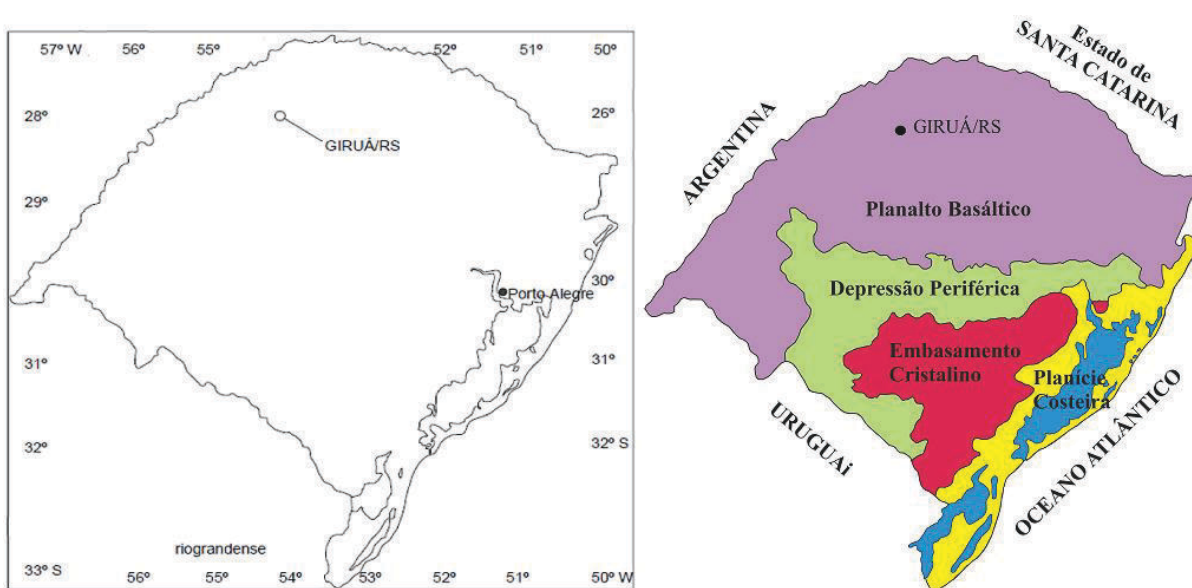 57º W 56º 55º 52º 51º 50º
28º 26º
GIRUÁ/RS
29º
30º
Porto Alegre
31º 31º
32º 32º S
riograndense
33º S
56º 55º 54º 53º 52º 51º 50º W
Estado de
SANTA CATARINA
ARGENTINA
GIRUÁ/RS
Planalto Basáltico
Depressão Periférica
Embasamento
Cristalino
Planície
Costeira
URUGUAi
OCEANO ATLÂNTICO